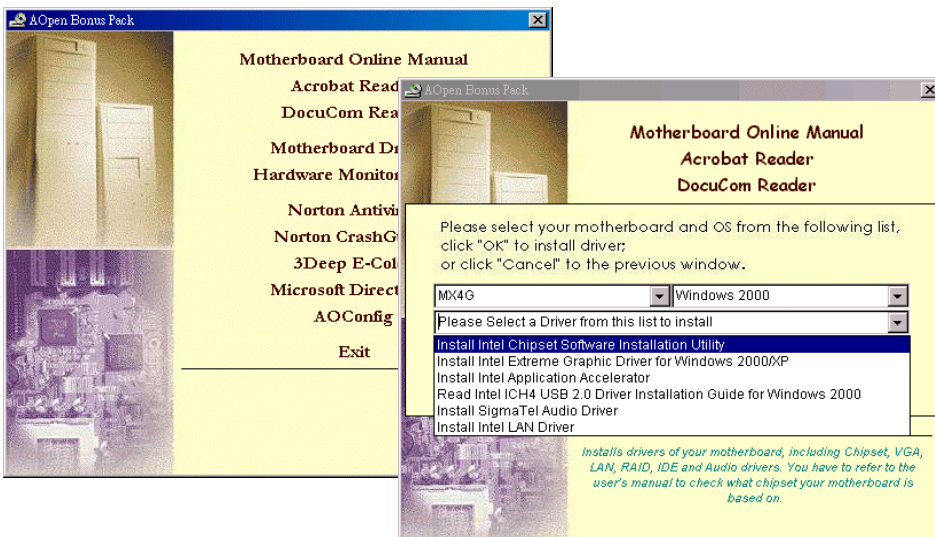 AOpen Bonus Pack
Motherboard Online Manual
Acrobat Read
DocuCom Rea
Motherboard Dr
Hardware Monitor
Norton Antivi
Norton CrashG
3Deep E-Col
Microsoft Direct
AOConfig
Exit
AOpen Bonus Pack
Motherboard Online Manual
Acrobat Reader
DocuCom Reader
Please select your motherboard and OS from the following list,
click "OK" to install driver;
or click "Cancel" to the previous window.
MX4G
Windows 2000
Please Select a Driver from this list to install
Install Intel Chipset Software Installation Utility
Install Intel Extreme Graphic Driver for Windows 2000/XP
Install Intel Application Accelerator
Read Intel ICH4 USB 2.0 Driver Installation Guide for Windows 2000
Install SigmaTel Audio Driver
Install Intel LAN Driver
Installs drivers of your motherboard, including Chipset, VGA,
LAN, RAID, IDE and Audio drivers. You have to refer to the
user's manual to check what chipset your motherboard is
based on.